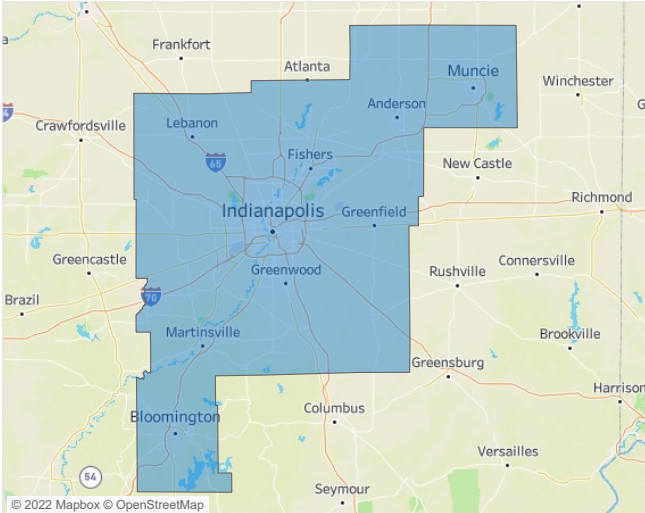 Frankfort
Atlanta
Muncie
Winchester
Anderson
Lebanon
Crawfordsville
65
Fishers
New Castle
Indianapolis
Greenfield
Richmond
Greencastle
Greenwood
Rushville
Connersville
70
Brazil
Martinsville
Brookville
Greensburg
Harrison
Bloomington
Columbus
Versailles
54
Seymour
© 2022 Mapbox © OpenStreetMap